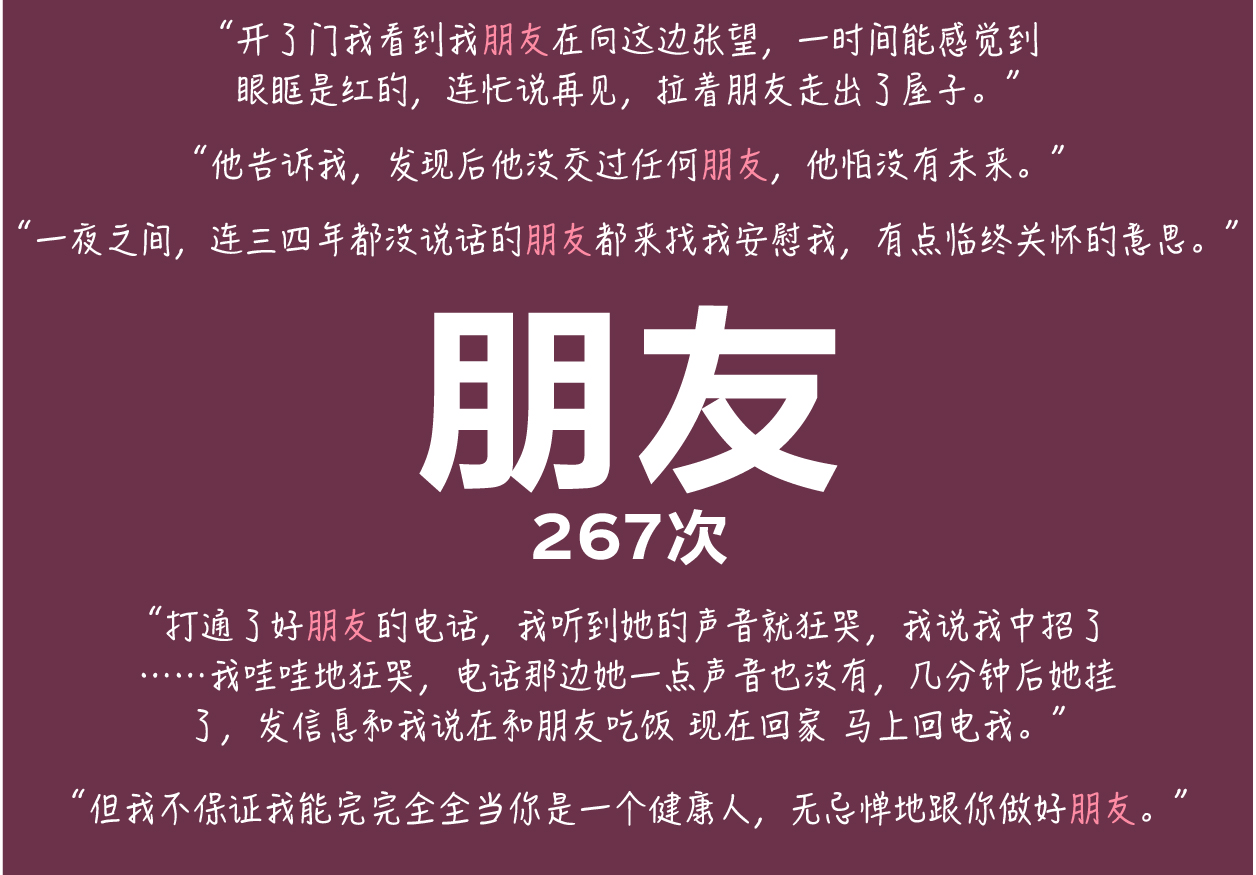 “开了门我看到我朋友在向这边张望，一时间能感觉到
眼眶是红的，连忙说再见，拉着朋友走出了屋子。”
“他告诉我，发现后他没交过任何朋友，他怕没有未来。”
“一夜之间，连三四年都没说话的朋友都来找我安慰我，有点临终关怀的意思。”
朋友
267次
“打通了好朋友的电话，我听到她的声音就狂哭，我说我中招了
……我哇哇地狂哭，电话那边她一点声音也没有，几分钟后她挂
了，发信息和我说在和朋友吃饭 现在回家 马上回电我。”
“但我不保证我能完完全全当你是一个健康人，无忌惮地跟你做好朋友。”